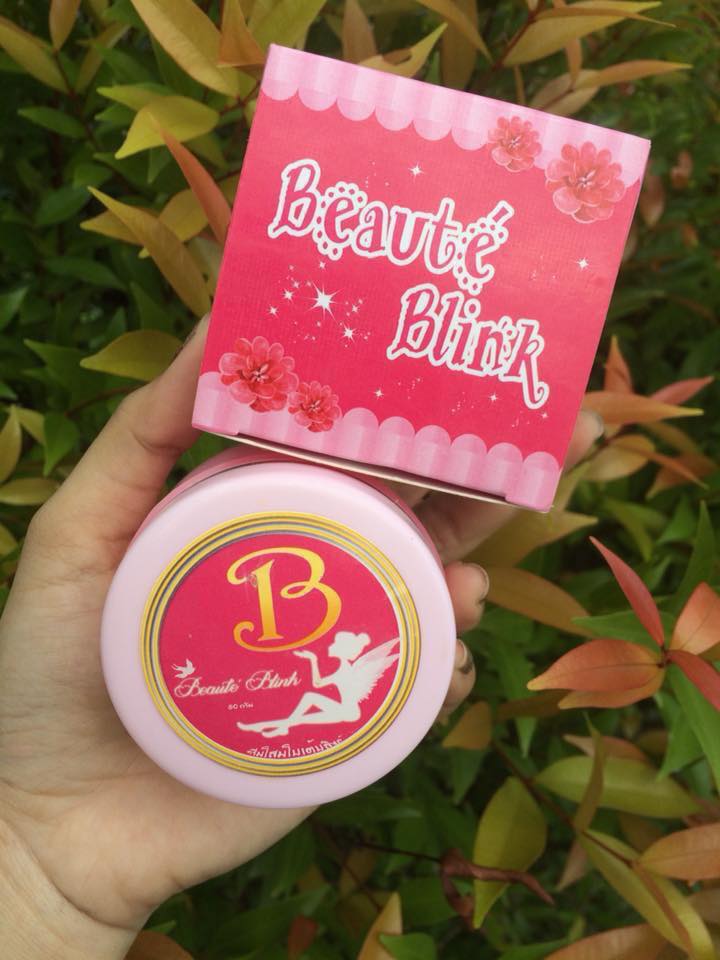 Beauté
Blink
B
Beauté Blink
50 กรัม